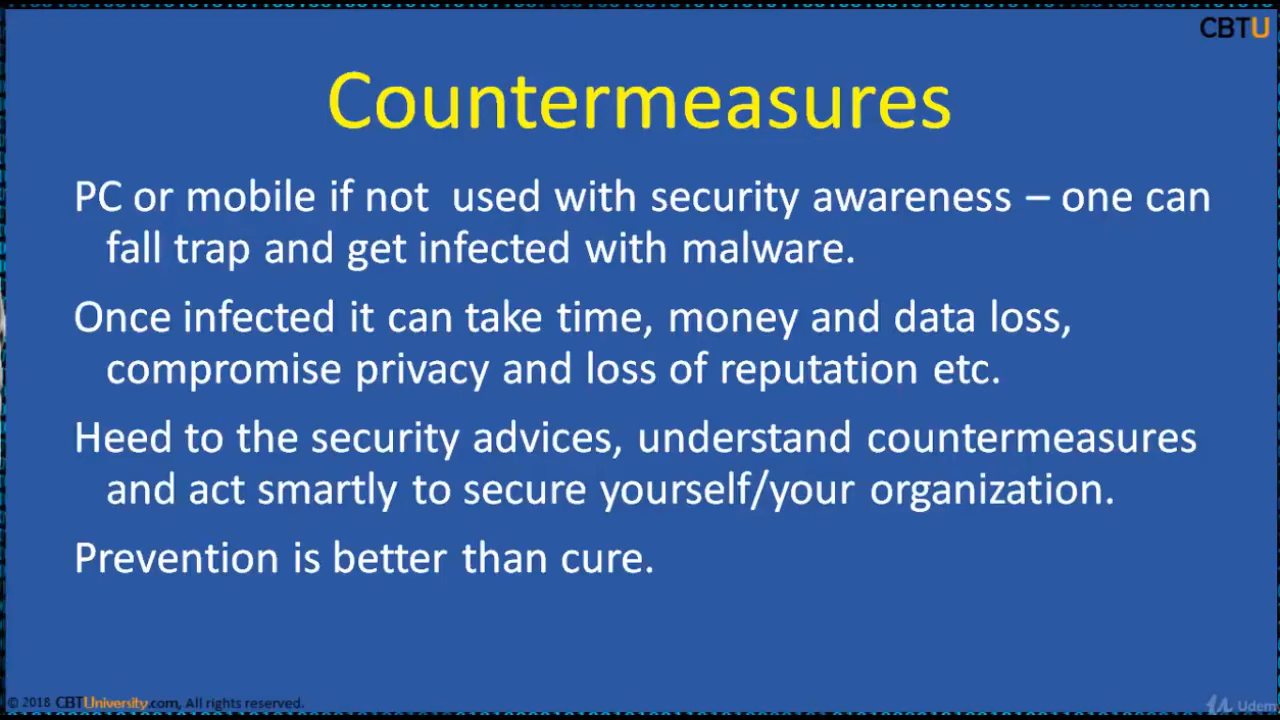 CBTU
Countermeasures
PC or mobile if not used with security awareness – one can
fall trap and get infected with malware.
Once infected it can take time, money and data loss,
compromise privacy and loss of reputation etc.
Heed to the security advices, understand countermeasures
and act smartly to secure yourself/your organization.
Prevention is better than cure.
© 2018 CBTUniversity.com, All rights reserved.
Udem